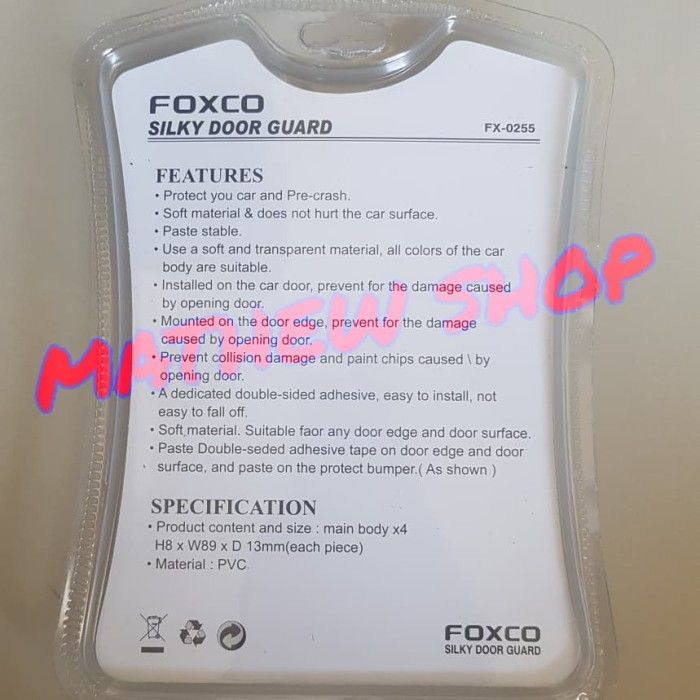 FOXCO
SILKY DOOR GUARD
FX-0255
FEATURES
• Protect you car and Pre-crash.
• Soft material & does not hurt the car surface.
• Paste stable.
• Use a soft and transparent material, all colors of the car
body are suitable.
• Installed on the car door, prevent for the damage caused
by opening door.
• Mounted on the door edge, prevent for the damage
caused by opening door.
• Prevent collision damage and paint chips caused \ by
opening door.
• A dedicated double-sided adhesive, easy to install, not
easy to fall off.
• Soft material. Suitable faor any door edge and door surface.
• Paste Double-seded adhesive tape on door edge and door
surface, and paste on the protect bumper.( As shown )
MATHEW SHOP
SPECIFICATION
• Product content and size : main body x4
H8 x W89 x D 13mm(each piece)
• Material : PVC.
FOXCO
SILKY DOOR GUARD